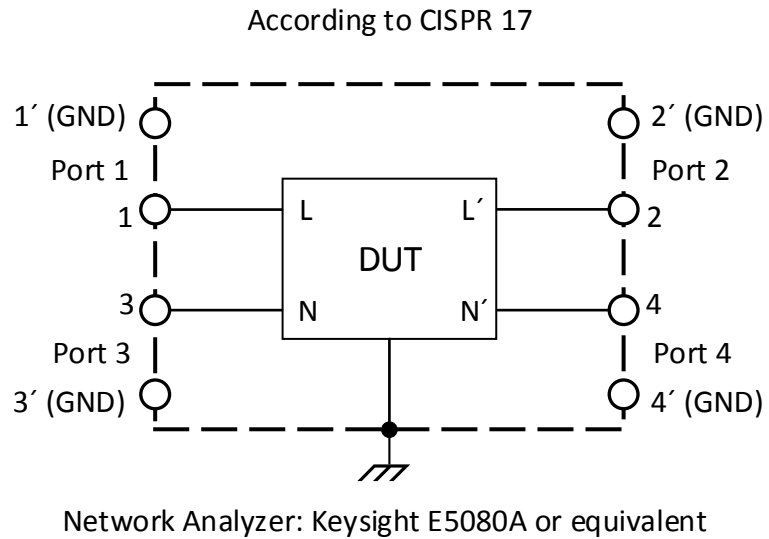 According to CISPR 17
1´ (GND)
2´ (GND)
Port 1
Port 2
1
L
L´
2
DUT
3
N
N´
4
Port 3
Port 4
3´ (GND)
4´ (GND)
Network Analyzer: Keysight E5080A or equivalent